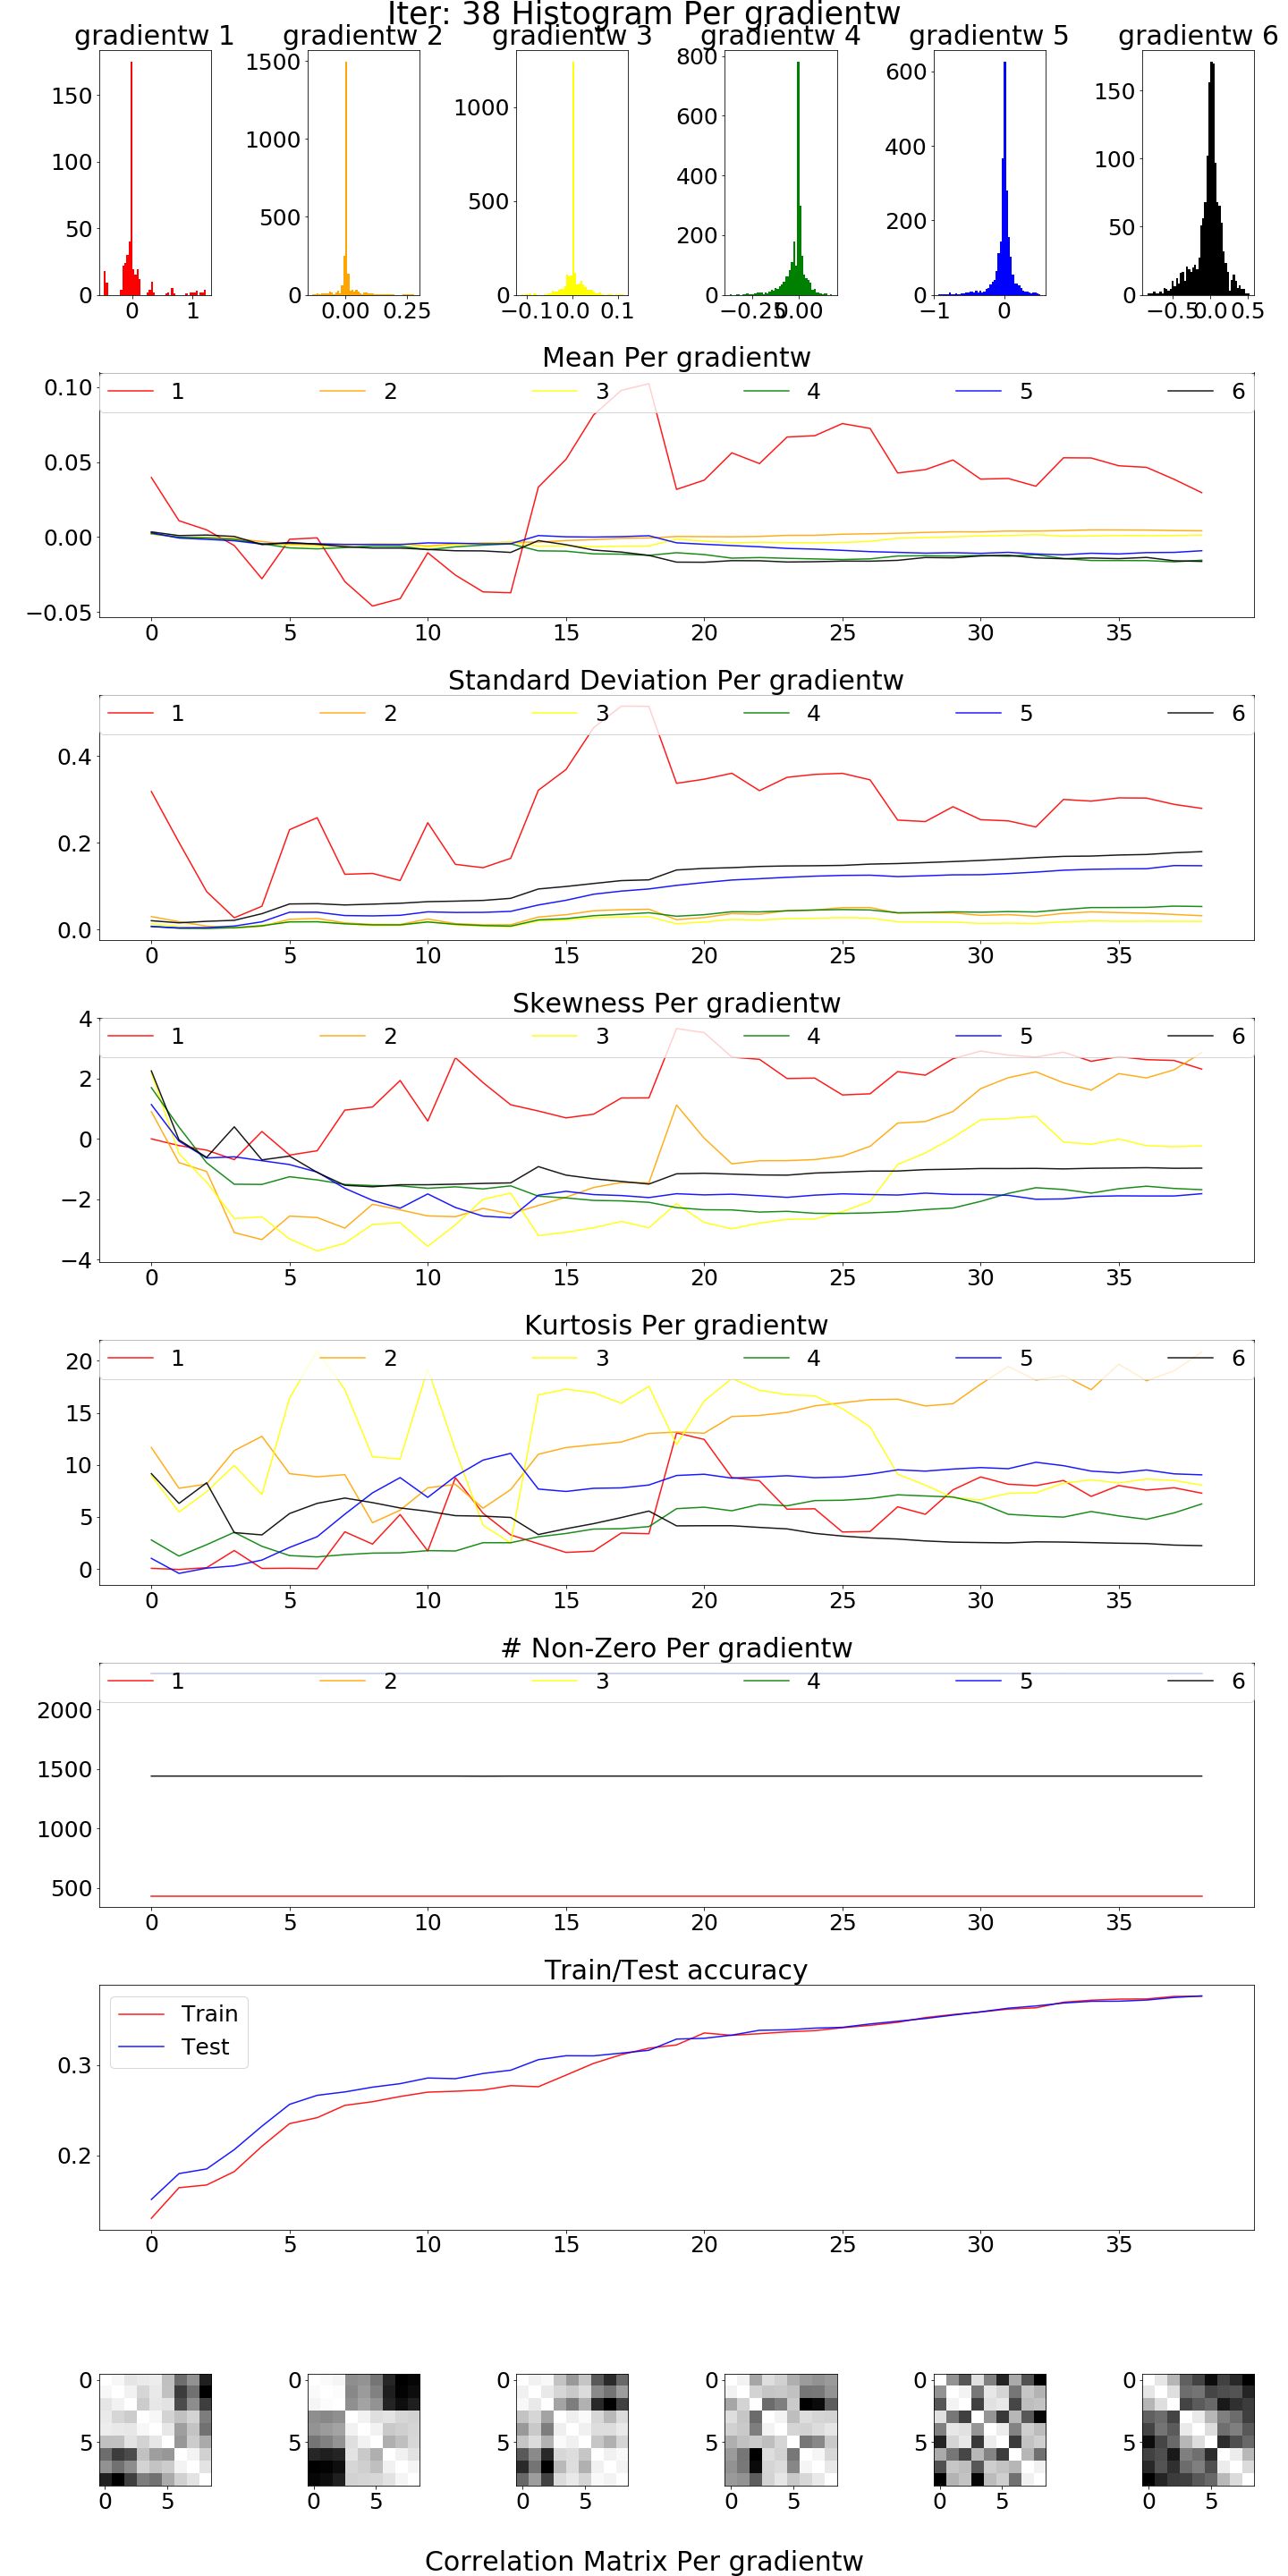 Iter: 38 Histogram Per gradientw
gradientw 1 gradientw 2 gradientw 3 gradientw 4 gradientw 5 gradientw 6
150
100
50
0
0 1
1500
1000
500
0
0.00 0.25
1000
500
0
−0.1 0.0 0.1
800
600
400
200
0
−0.25 0.00
600
400
200
0
−1 0
150
100
50
0
−0.5 0.0 0.5
Mean Per gradientw
1 2 3 4 5 6
0.10
0.05
0.00
−0.05
0 5 10 15 20 25 30 35
Standard Deviation Per gradientw
1 2 3 4 5 6
0.4
0.2
0.0
0 5 10 15 20 25 30 35
Skewness Per gradientw
1 2 3 4 5 6
4
2
0
−2
−4
0 5 10 15 20 25 30 35
Kurtosis Per gradientw
1 2 3 4 5 6
20
15
10
5
0
0 5 10 15 20 25 30 35
# Non-Zero Per gradientw
1 2 3 4 5 6
2000
1500
1000
500
0 5 10 15 20 25 30 35
Train/Test accuracy
Train
Test
0.3
0.2
0 5 10 15 20 25 30 35
0 0 0 0 0 0
5 5 5 5 5 5
0 5 0 5 0 5 0 5 0 5 0 5
Correlation Matrix Per gradientw